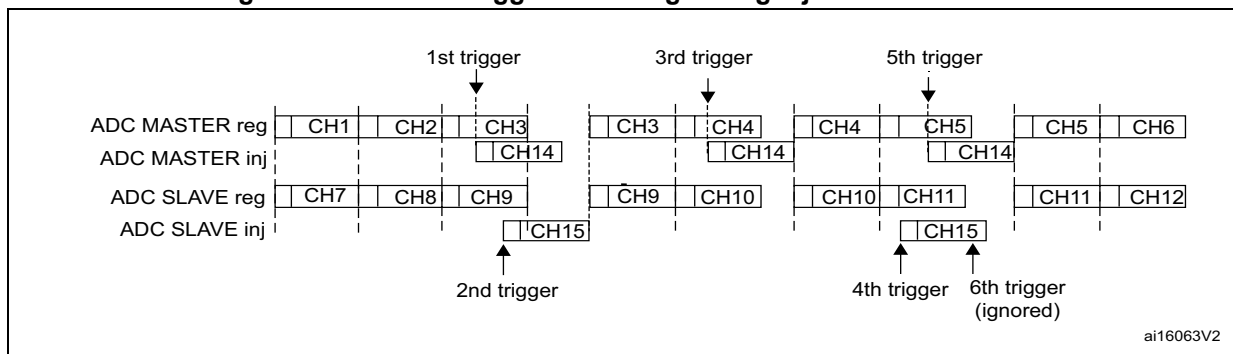 1st trigger 3rd trigger 5th trigger
ADC MASTER reg CH1 CH2 CH3 CH3 CH4 CH4 CH5 CH5 CH6
ADC MASTER inj CH14 CH14 CH14
ADC SLAVE reg CH7 CH8 CH9 CH9 CH10 CH10 CH11 CH11 CH12
ADC SLAVE inj CH15 CH15
2nd trigger 4th trigger 6th trigger
(ignored)
ai16063V2